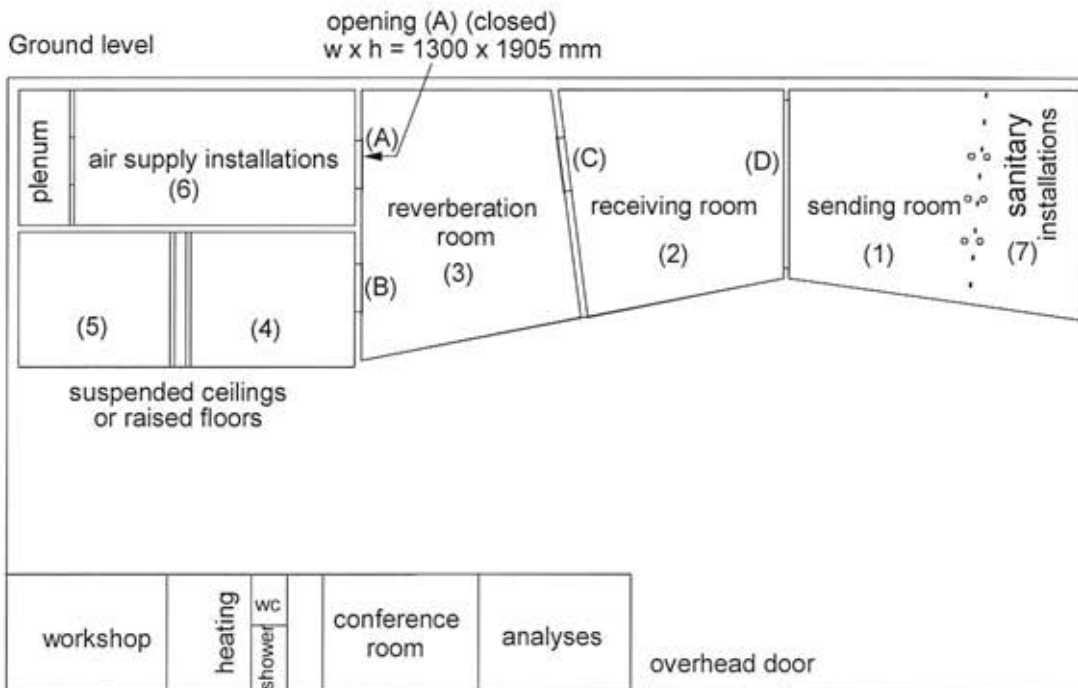 opening (A) (closed)
w x h = 1300 x 1905 mm
Ground level
plenum
air supply installations
(6)
(A)
(B)
reverberation
room
(3)
(C)
receiving room
(2)
(D)
sending room
(1)
sanitary
installations
(7)
(5)
(4)
suspended ceilings
or raised floors
workshop
heating
wc
shower
conference
room
analyses
overhead door